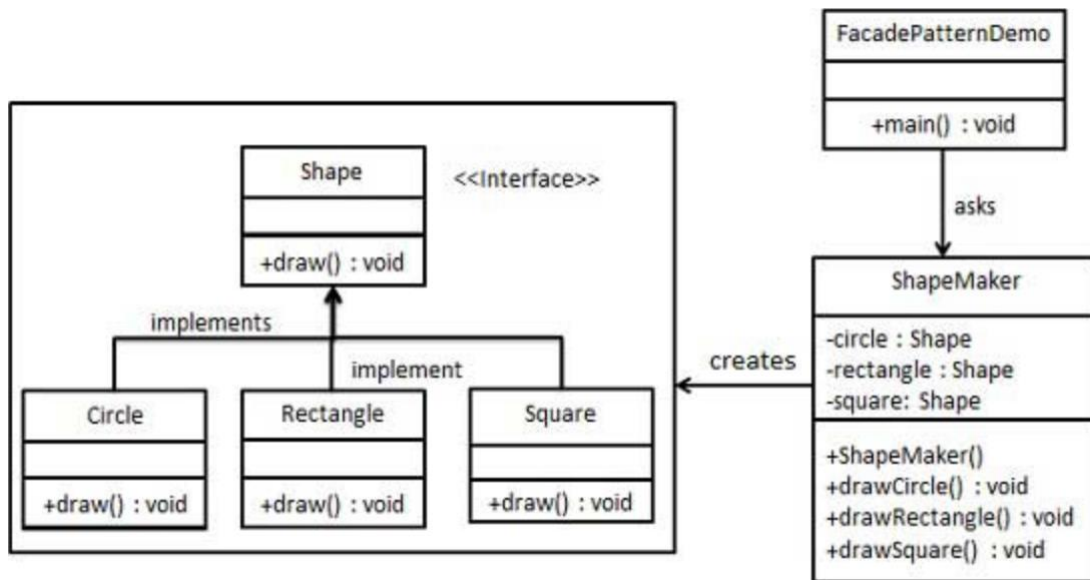 FacadePatternDemo
+main() : void
asks
Shape
<<Interface>>
+draw() : void
implements
implement
Circle
+draw() : void
Rectangle
+draw() : void
Square
+draw() : void
creates
ShapeMaker
-circle : Shape
-rectangle : Shape
-square: Shape
+ShapeMaker()
+drawCircle() : void
+drawRectangle() : void
+drawSquare() : void